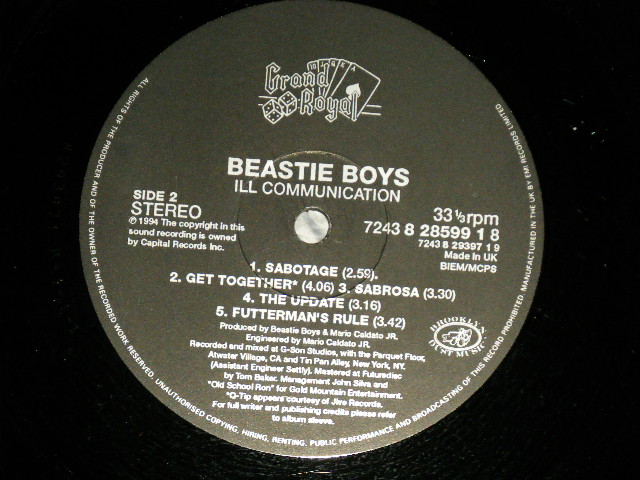 10 J Q K A
Grand Royal
BEASTIE BOYS
ILL COMMUNICATION
SIDE 2
STEREO
℗ 1994 The copyright in this
sound recording is owned
by Capitol Records Inc.
33⅓rpm
7243 8 28599 1 8
7243 8 29397 1 9
Made In UK
BIEM/MCPS
1. SABOTAGE (2.59).
2. GET TOGETHER* (4.06) 3. SABROSA (3.30)
4. THE UPDATE (3.16)
5. FUTTERMAN'S RULE (3.42)
Produced by Beastie Boys & Mario Caldato JR.
Engineered by Mario Caldato JR.
Recorded and mixed at G-Son Studios, with the Parquet Floor,
Atwater Village, CA and Tin Pan Alley, New York, NY.
(Assistant Engineer Settly). Mastered at Futuredisc
by Tom Baker. Management John Silva and
"Old School Ron" for Gold Mountain Entertainment.
*Q-Tip appears courtesy of Jive Records.
For full writer and publishing credits please refer
to album sleeve.
BROOKLYN DUST MUSIC
ALL RIGHTS OF THE PRODUCER AND OF THE OWNER OF THE RECORDED WORK RESERVED. UNAUTHORISED COPYING, HIRING, RENTING, PUBLIC PERFORMANCE AND BROADCASTING OF THIS RECORD PROHIBITED. MANUFACTURED IN THE UK BY EMI RECORDS LIMITED